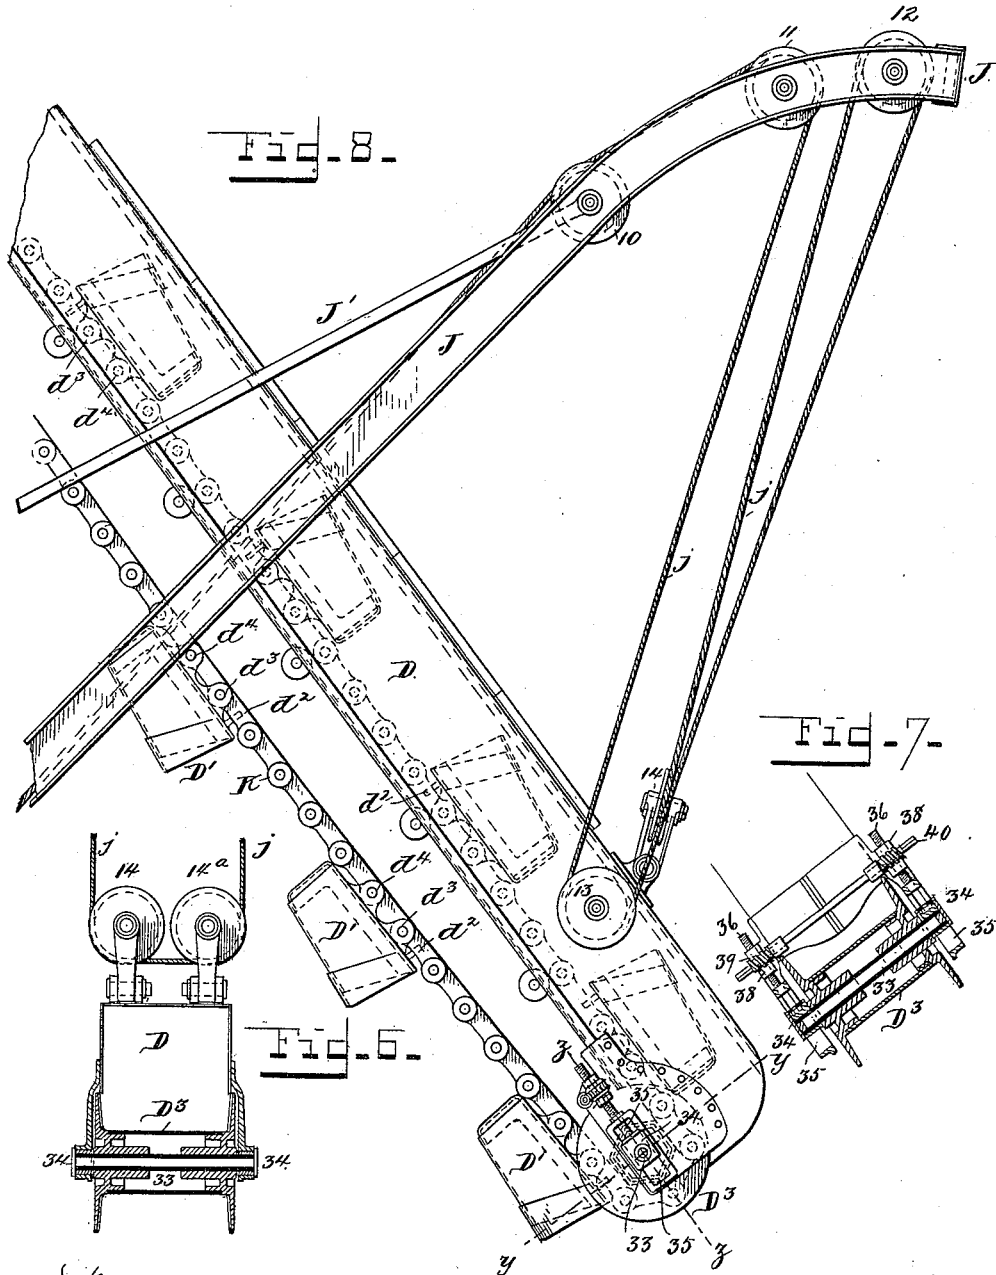 11
12
J
Fig. 8.
10
J'
J
d³
d⁴
j
j
d⁴
D
d³
d²
D'
K
14
Fig. 7-
d²
36
38
40
j
14
14ᵃ
j
13
d⁴
d³
d²
D'
34
36
35
39
38
33
D³
35
D
Fig. 6.
z
34
y
35
34
D³
34
33
34
D'
D³
33
35
z
y